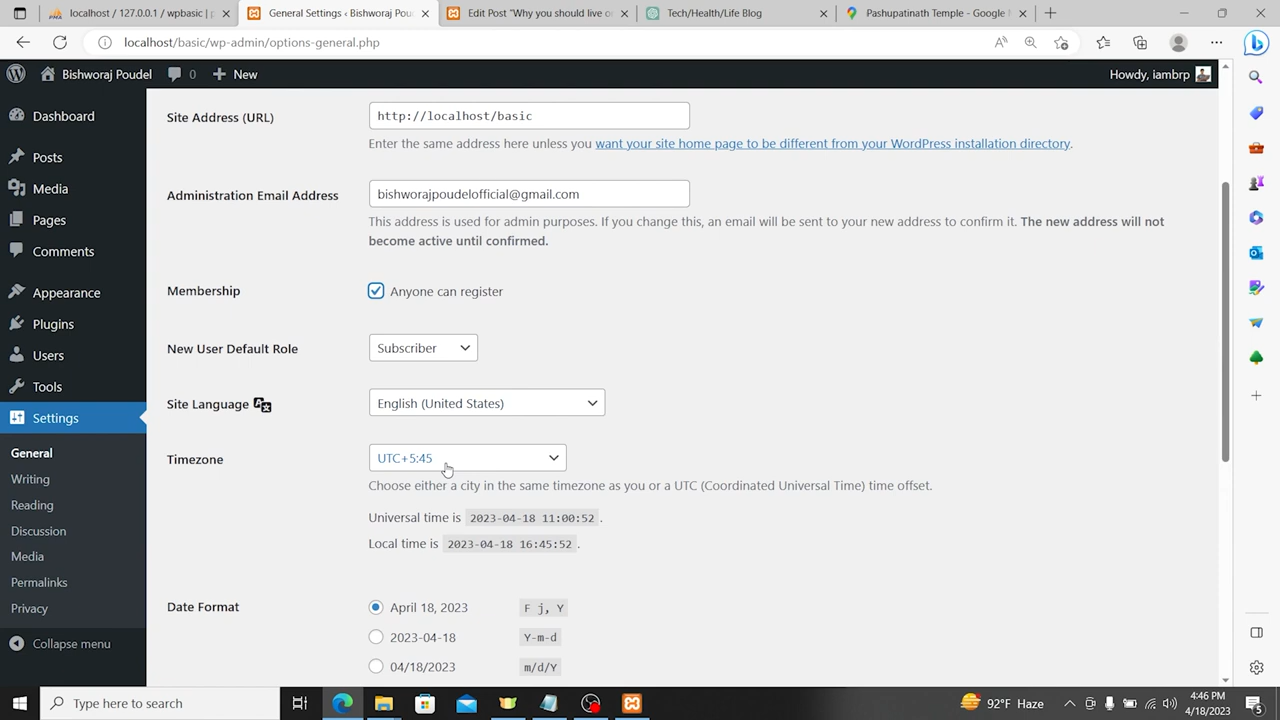 localhost / 127.0.0.1 / wpbasic | p
General Settings ‹ Bishworaj Poud
Edit Post "Why you should live o
Tech/Health/Life Blog
Pashupatinath Temple - Google M
localhost/basic/wp-admin/options-general.php
Bishworaj Poudel
0
New
Howdy, iambrp
Dashboard
Posts
Media
Pages
Comments
Appearance
Plugins
Users
Tools
Settings
General
Writing
Reading
Discussion
Media
Permalinks
Privacy
Collapse menu
Site Address (URL)
http://localhost/basic
Enter the same address here unless you want your site home page to be different from your WordPress installation directory.
Administration Email Address
bishworajpoudelofficial@gmail.com
This address is used for admin purposes. If you change this, an email will be sent to your new address to confirm it. The new address will not
become active until confirmed.
Membership
Anyone can register
New User Default Role
Subscriber
Site Language
English (United States)
Timezone
UTC+5:45
Choose either a city in the same timezone as you or a UTC (Coordinated Universal Time) time offset.
Universal time is 2023-04-18 11:00:52 .
Local time is 2023-04-18 16:45:52 .
Date Format
April 18, 2023 F j, Y
2023-04-18 Y-m-d
04/18/2023 m/d/Y
Type here to search
92°F Haze
4:46 PM
4/18/2023
5